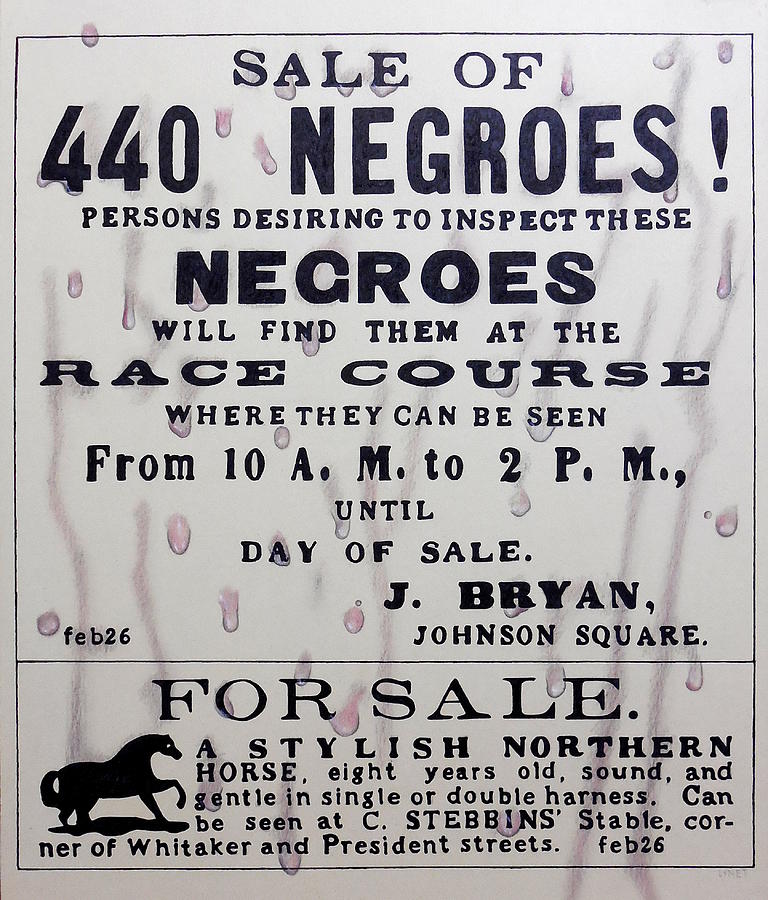 SALE OF
440 NEGROES!
PERSONS DESIRING TO INSPECT THESE
NEGROES
WILL FIND THEM AT THE
RACE COURSE
WHERE THEY CAN BE SEEN
From 10 A. M. to 2 P. M.,
UNTIL
DAY OF SALE.
J. BRYAN,
feb26 JOHNSON SQUARE.
FOR SALE.
A STYLISH NORTHERN
HORSE, eight years old, sound, and
gentle in single or double harness. Can
be seen at C. STEBBINS' Stable, cor-
ner of Whitaker and President streets. feb26